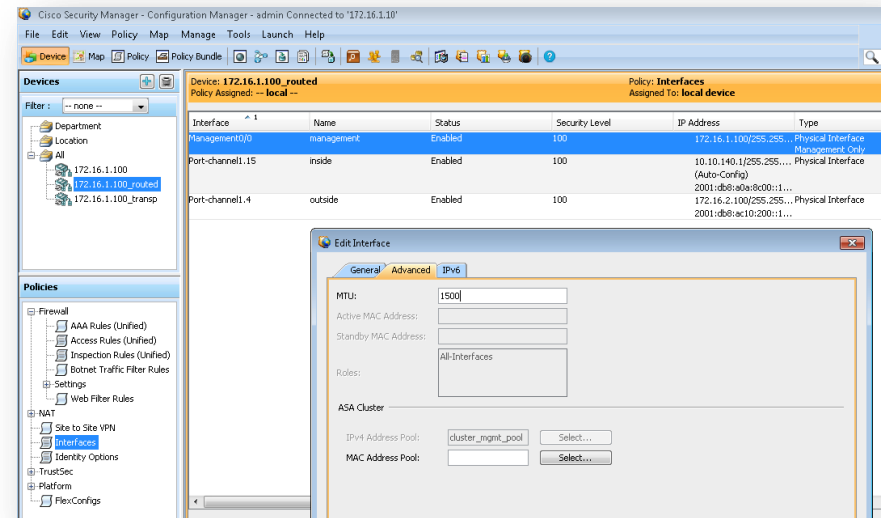 Cisco Security Manager - Configuration Manager - admin Connected to '172.16.1.10'
File Edit View Policy Map Manage Tools Launch Help
Device Map Policy Policy Bundle
Devices
Filter : -- none --
Department
Location
All
172.16.1.100
172.16.1.100_routed
172.16.1.100_transp
Policies
Firewall
AAA Rules (Unified)
Access Rules (Unified)
Inspection Rules (Unified)
Botnet Traffic Filter Rules
Settings
Web Filter Rules
NAT
Site to Site VPN
Interfaces
Identity Options
TrustSec
Platform
FlexConfigs
Device: 172.16.1.100_routed Policy: Interfaces
Policy Assigned: -- local -- Assigned To: local device
Interface 1 Name Status Security Level IP Address Type
Management0/0 management Enabled 100 172.16.1.100/255.255... Physical Interface
Management Only
Port-channel1.15 inside Enabled 100 10.10.140.1/255.255.... Physical Interface
(Auto-Config)
2001:db8:a0a:8c00::1...
Port-channel1.4 outside Enabled 100 172.16.2.100/255.255... Physical Interface
2001:db8:ac10:200::1...
Edit Interface
General Advanced IPv6
MTU: 1500
Active MAC Address:
Standby MAC Address:
Roles: All-Interfaces
ASA Cluster
IPv4 Address Pool: cluster_mgmt_pool Select...
MAC Address Pool: Select...